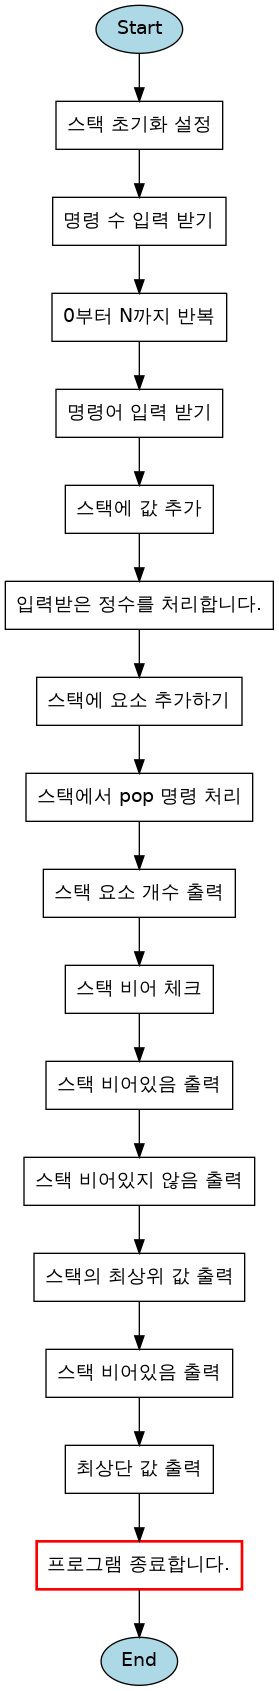 Start
스택 초기화 설정
명령 수 입력 받기
0부터 N까지 반복
명령어 입력 받기
스택에 값 추가
입력받은 정수를 처리합니다.
스택에 요소 추가하기
스택에서 pop 명령 처리
스택 요소 개수 출력
스택 비어 체크
스택 비어있음 출력
스택 비어있지 않음 출력
스택의 최상위 값 출력
스택 비어있음 출력
최상단 값 출력
프로그램 종료합니다.
End